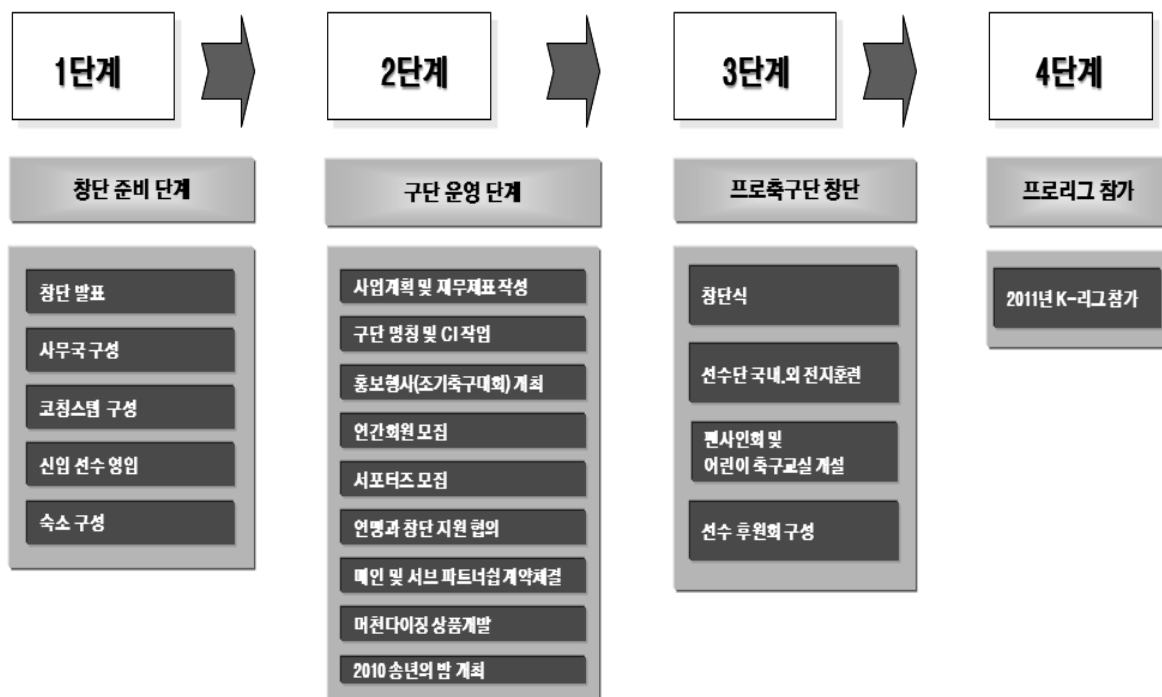 1단계
2단계
3단계
4단계
창단 준비 단계
구단 운영 단계
프로축구단 창단
프로리그 참가
창단 발표
사무국 구성
코칭스텝 구성
신입 선수 영입
숙소 구성
사업계획 및 재무제표 작성
구단 명칭 및 CI 작업
홍보행사(조기축구대회) 개최
연간회원 모집
서포터즈 모집
연맹과 창단 지원 협의
메인 및 서브 파트너쉽 계약체결
머천다이징 상품개발
2010 송년의 밤 개최
창단식
선수단 국내.외 전지훈련
팬사인회 및
어린이 축구교실 개설
선수 후원회 구성
2011년 K-리그 참가